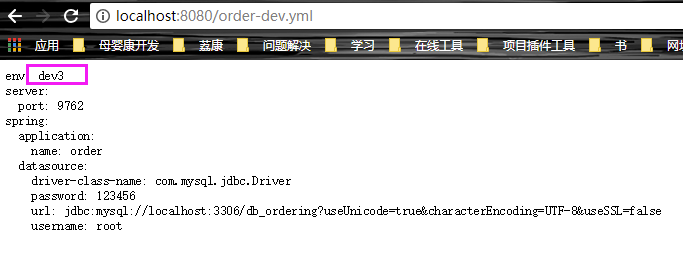 localhost:8080/order-dev.yml
应用 母婴康开发 荔康 问题解决 学习 在线工具 项目插件工具 书
env: dev3
server:
  port: 9762
spring:
  application:
    name: order
  datasource:
    driver-class-name: com.mysql.jdbc.Driver
    password: 123456
    url: jdbc:mysql://localhost:3306/db_ordering?useUnicode=true&characterEncoding=UTF-8&useSSL=false
    username: root